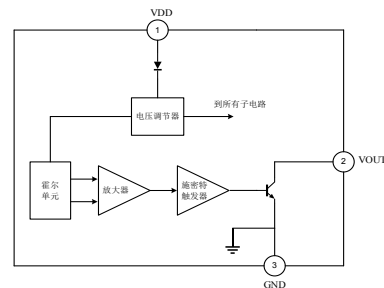 VDD
1
电压调节器
到所有子电路
2
VOUT
霍尔
单元
放大器
施密特
触发器
3
GND